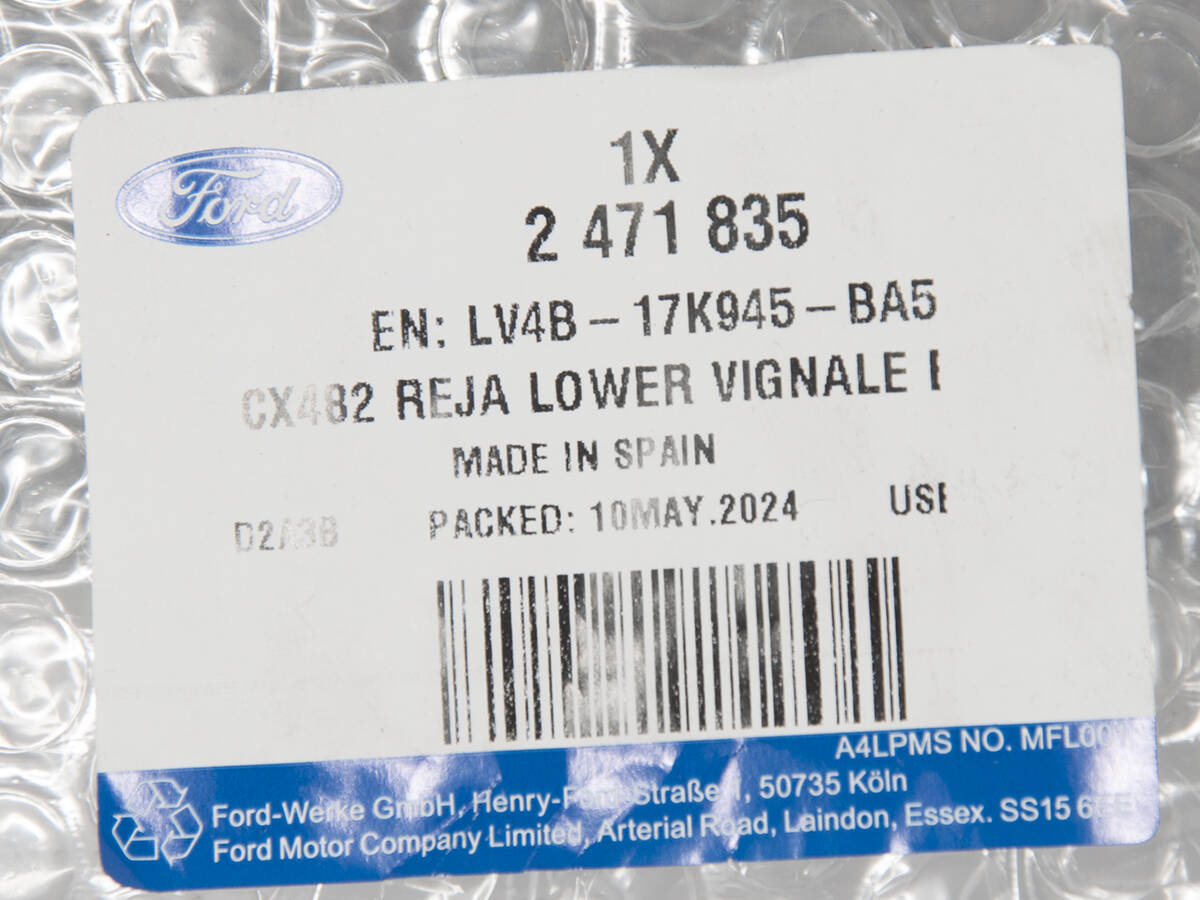 Ford
1X
2 471 835
EN: LV4B – 17K945 – BA5
CX482 REJA LOWER VIGNALE
MADE IN SPAIN
D2A3B PACKED: 10MAY.2024
A4LPMS NO.
Ford-Werke GmbH, Henry-Ford-Straße 1, 50735 Köln
Ford Motor Company Limited, Arterial Road, Laindon, Essex. SS15